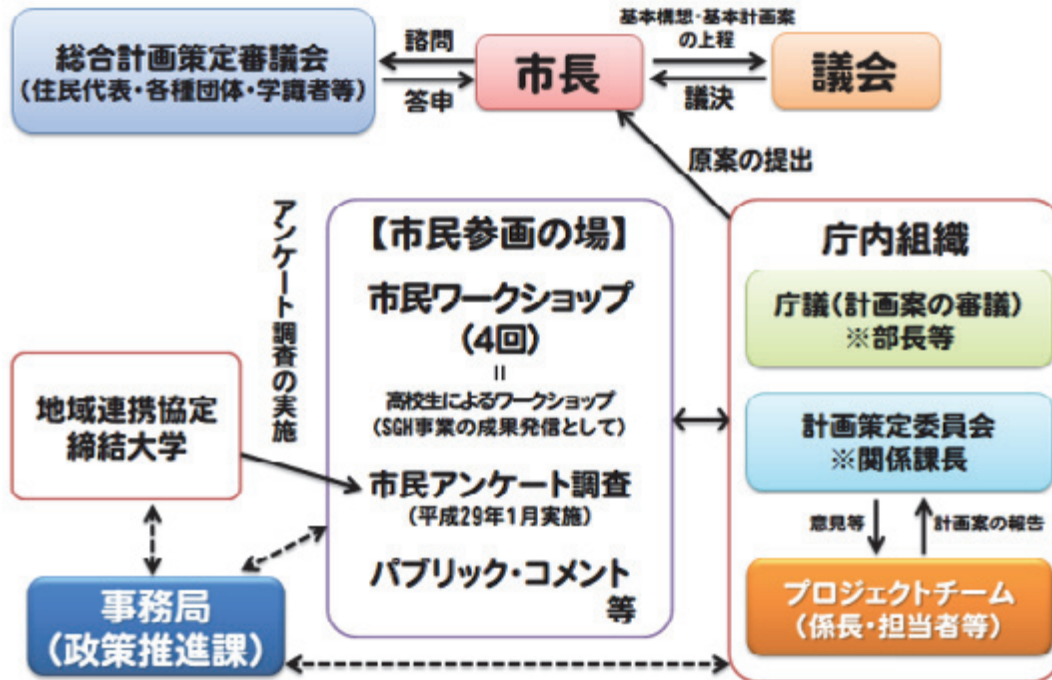 総合計画策定審議会
(住民代表・各種団体・学識者等)
諮問
答申
市長
基本構想・基本計画案
の上程
議決
議会
原案の提出
アンケート調査の実施
【市民参画の場】
市民ワークショップ
(4回)
=
高校生によるワークショップ
(SGH事業の成果発信として)
市民アンケート調査
(平成29年1月実施)
パブリック・コメント
等
地域連携協定
締結大学
事務局
(政策推進課)
庁内組織
庁議(計画案の審議)
※部長等
計画策定委員会
※関係課長
意見等
計画案の報告
プロジェクトチーム
(係長・担当者等)